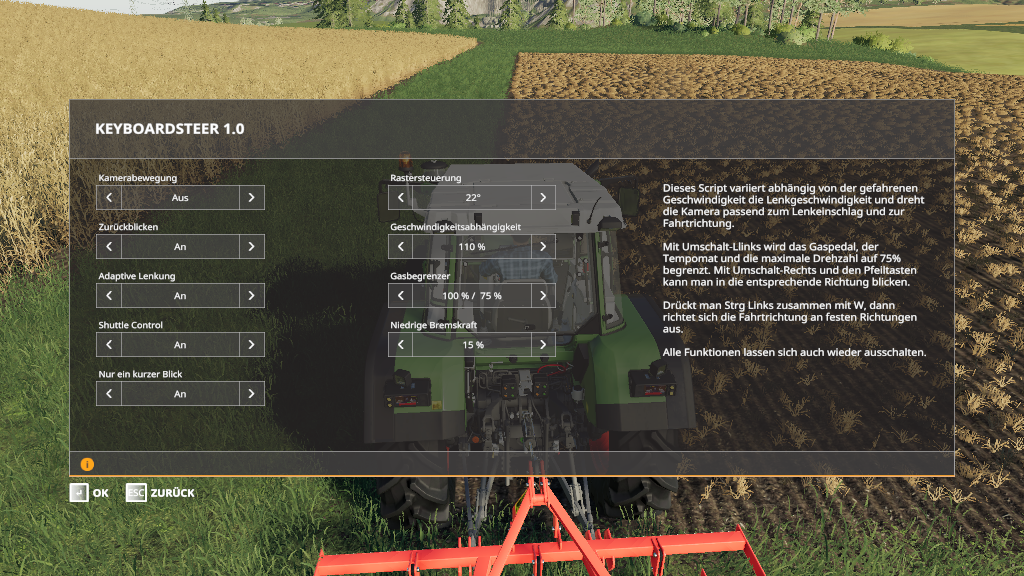 KEYBOARDSTEER 1.0
Kamerabewegung
Aus
Zurückblicken
An
Adaptive Lenkung
An
Shuttle Control
An
Nur ein kurzer Blick
An
Rastersteuerung
22°
Geschwindigkeitsabhängigkeit
110 %
Gasbegrenzer
100 % / 75 %
Niedrige Bremskraft
15 %
Dieses Script variiert abhängig von der gefahrenen
Geschwindigkeit die Lenkgeschwindigkeit und dreht
die Kamera passend zum Lenkeinschlag und zur
Fahrtrichtung.
Mit Umschalt-Llinks wird das Gaspedal, der
Tempomat und die maximale Drehzahl auf 75%
begrenzt. Mit Umschalt-Rechts und den Pfeiltasten
kann man in die entsprechende Richtung blicken.
Drückt man Strg Links zusammen mit W, dann
richtet sich die Fahrtrichtung an festen Richtungen
aus.
Alle Funktionen lassen sich auch wieder ausschalten.
OK
ESC ZURÜCK